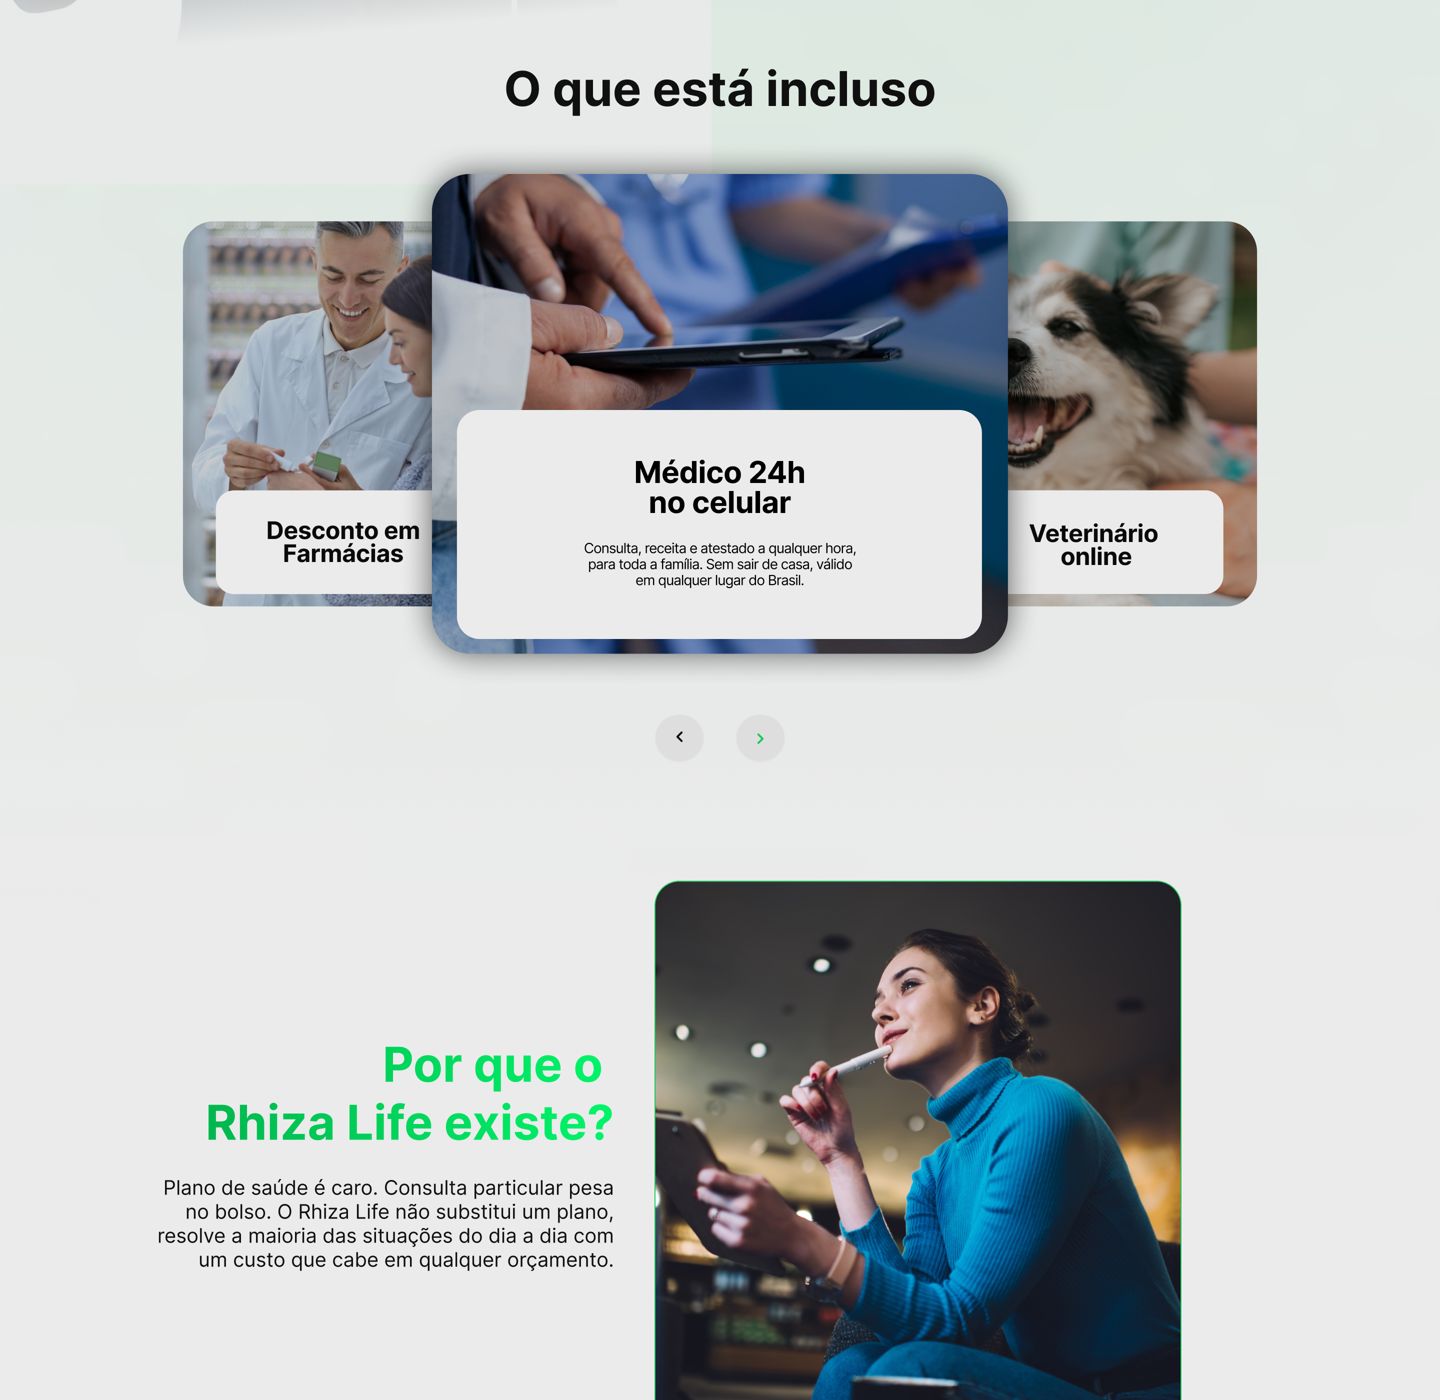 O que está incluso
Desconto em
Farmácias
Médico 24h
no celular
Consulta, receita e atestado a qualquer hora,
para toda a família. Sem sair de casa, válido
em qualquer lugar do Brasil.
Veterinário
online
Por que o
Rhiza Life existe?
Plano de saúde é caro. Consulta particular pesa
no bolso. O Rhiza Life não substitui um plano,
resolve a maioria das situações do dia a dia com
um custo que cabe em qualquer orçamento.